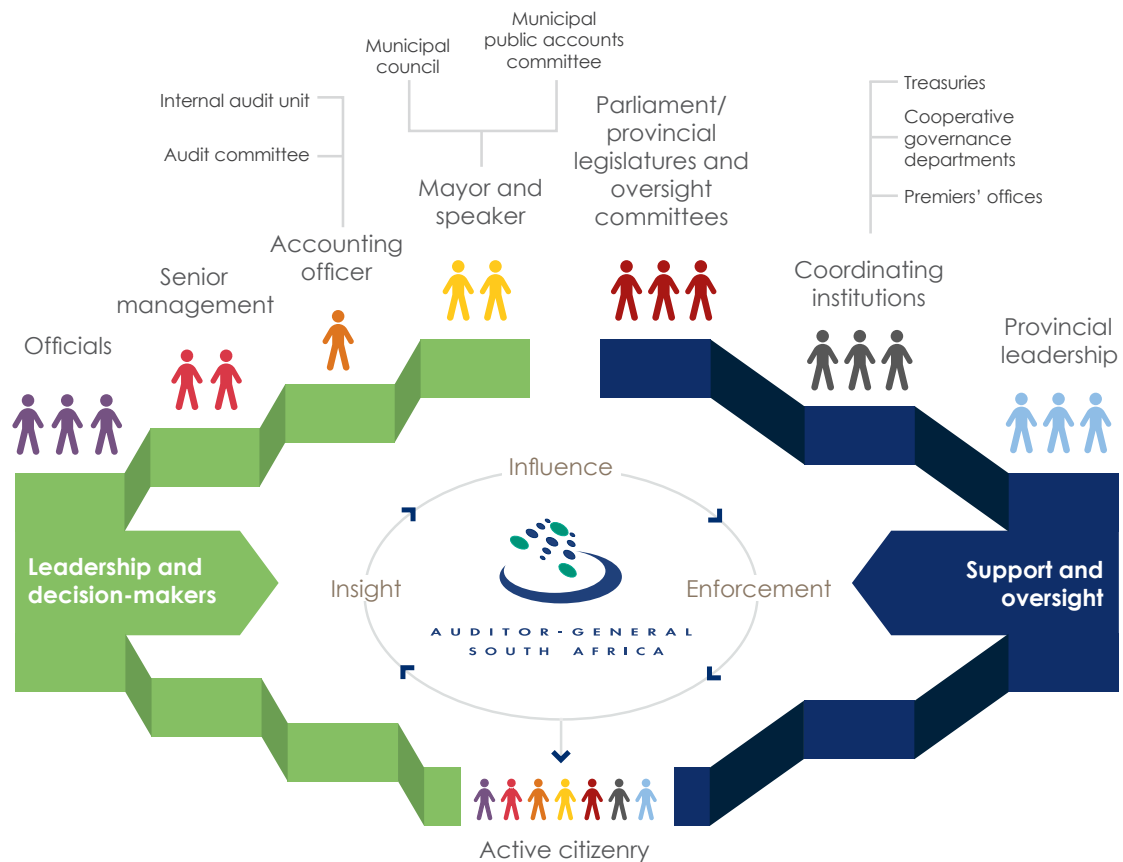 Municipal
council
Municipal
public accounts
committee
Internal audit unit
Audit committee
Treasuries
Cooperative
governance
departments
Premiers’ offices
Parliament/
provincial
legislatures and
oversight
committees
Mayor and
speaker
Accounting
officer
Senior
management
Officials
Coordinating
institutions
Provincial
leadership
Influence
Insight
Enforcement
Leadership and
decision-makers
Support and
oversight
AUDITOR-GENERAL
SOUTH AFRICA
Active citizenry